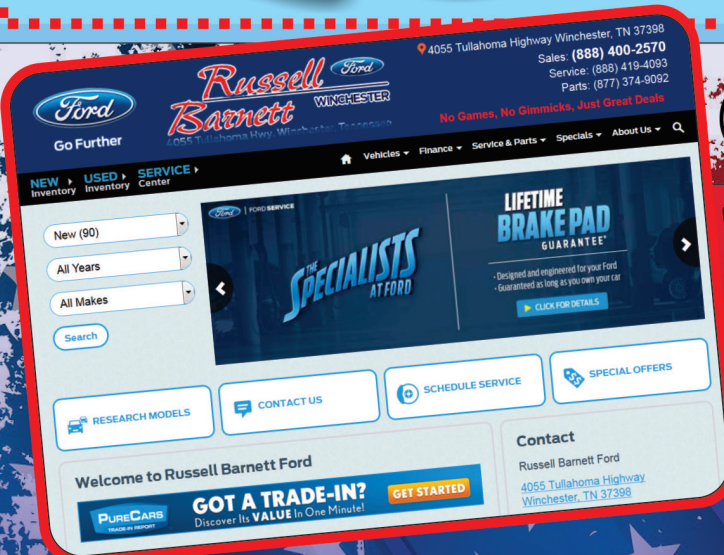 4055 Tullahoma Highway Winchester, TN 37398
Sales: (888) 400-2570
Service: (888) 419-4093
Parts: (877) 374-9092
Ford
Go Further
Russell Ford
Barnett WINCHESTER
4055 Tullahoma Hwy. Winchester Tennessee
No Games, No Gimmicks, Just Great Deals
NEW Inventory
USED Inventory
SERVICE Center
Vehicles Finance Service & Parts Specials About Us
New (90)
All Years
All Makes
Search
Ford FORD SERVICE
THE
SPECIALISTS
AT FORD
LIFETIME
BRAKE PAD
GUARANTEE*
- Designed and engineered for your Ford
- Guaranteed as long as you own your car
CLICK FOR DETAILS
RESEARCH MODELS
CONTACT US
SCHEDULE SERVICE
$$ SPECIAL OFFERS
Welcome to Russell Barnett Ford
PURECARS
TRADE-IN REPORT
GOT A TRADE-IN?
Discover Its VALUE In One Minute!
GET STARTED
Contact
Russell Barnett Ford
4055 Tullahoma Highway
Winchester, TN 37398